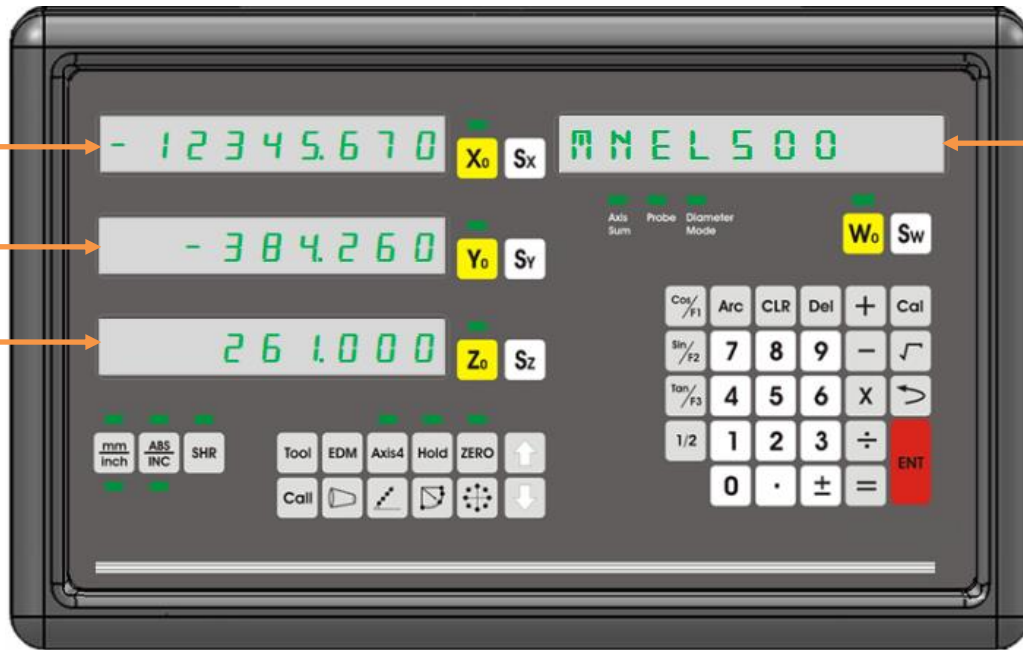 - 12345.670 X0 SX MNEL500
Axis Sum Probe Diameter Mode
- 384.260 Y0 SY W0 SW
261.000 Z0 SZ
Cos/F1 Arc CLR Del + Cal
Sin/F2 7 8 9 - √
Tan/F3 4 5 6 X
1/2 1 2 3 ÷ ENT
0 . ± =
mm/inch ABS/INC SHR Tool EDM Axis4 Hold ZERO
Call